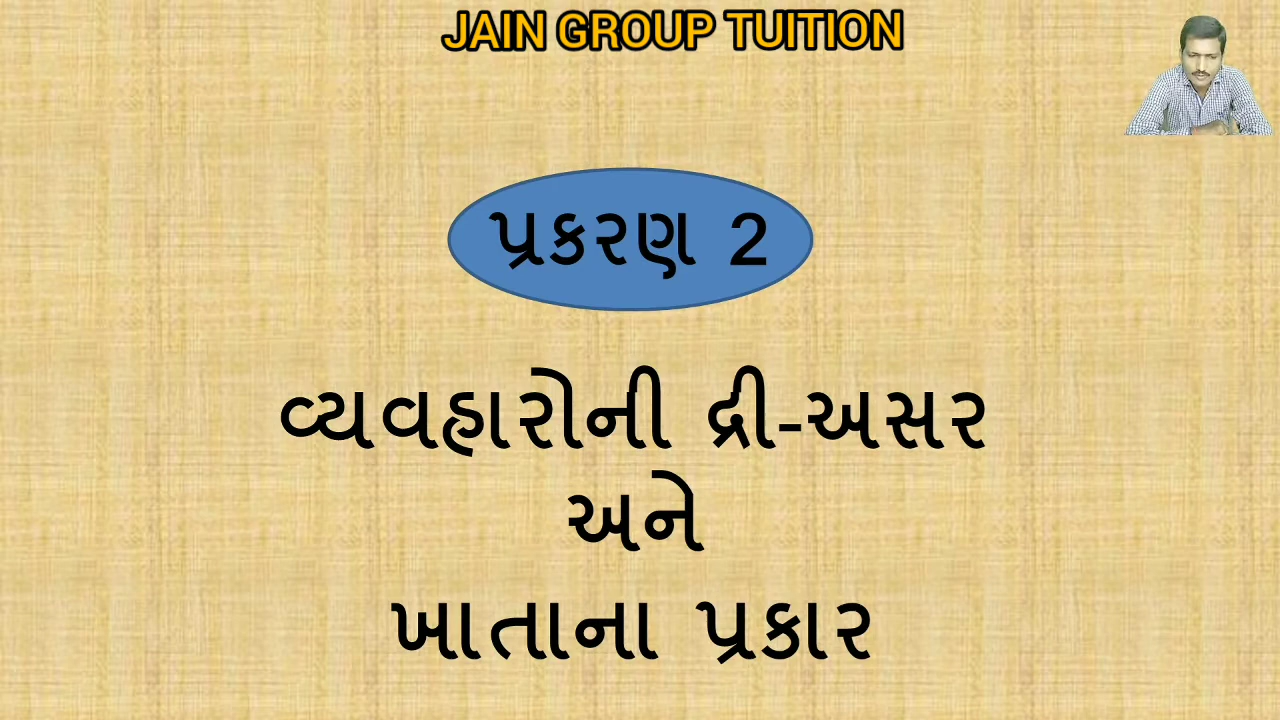 JAIN GROUP TUITION
પ્રકરણ 2
વ્યવહારોની દ્રી-અસર
અને
ખાતાના પ્રકાર